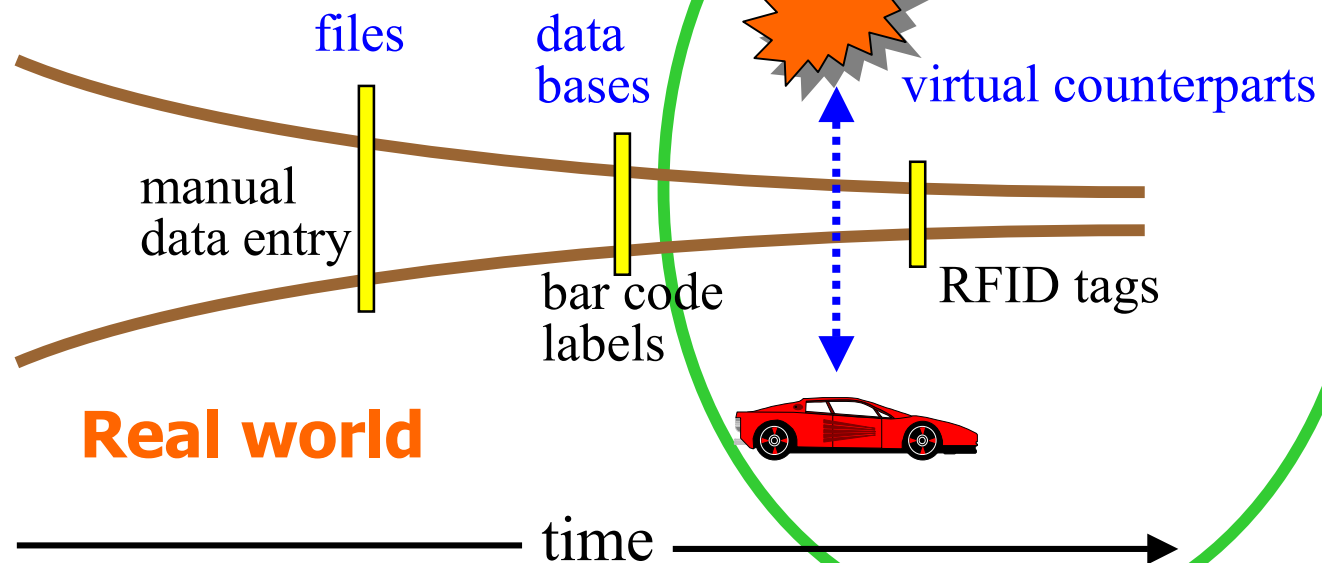 files
data
bases
virtual counterparts
manual
data entry
bar code
labels
RFID tags
Real world
time